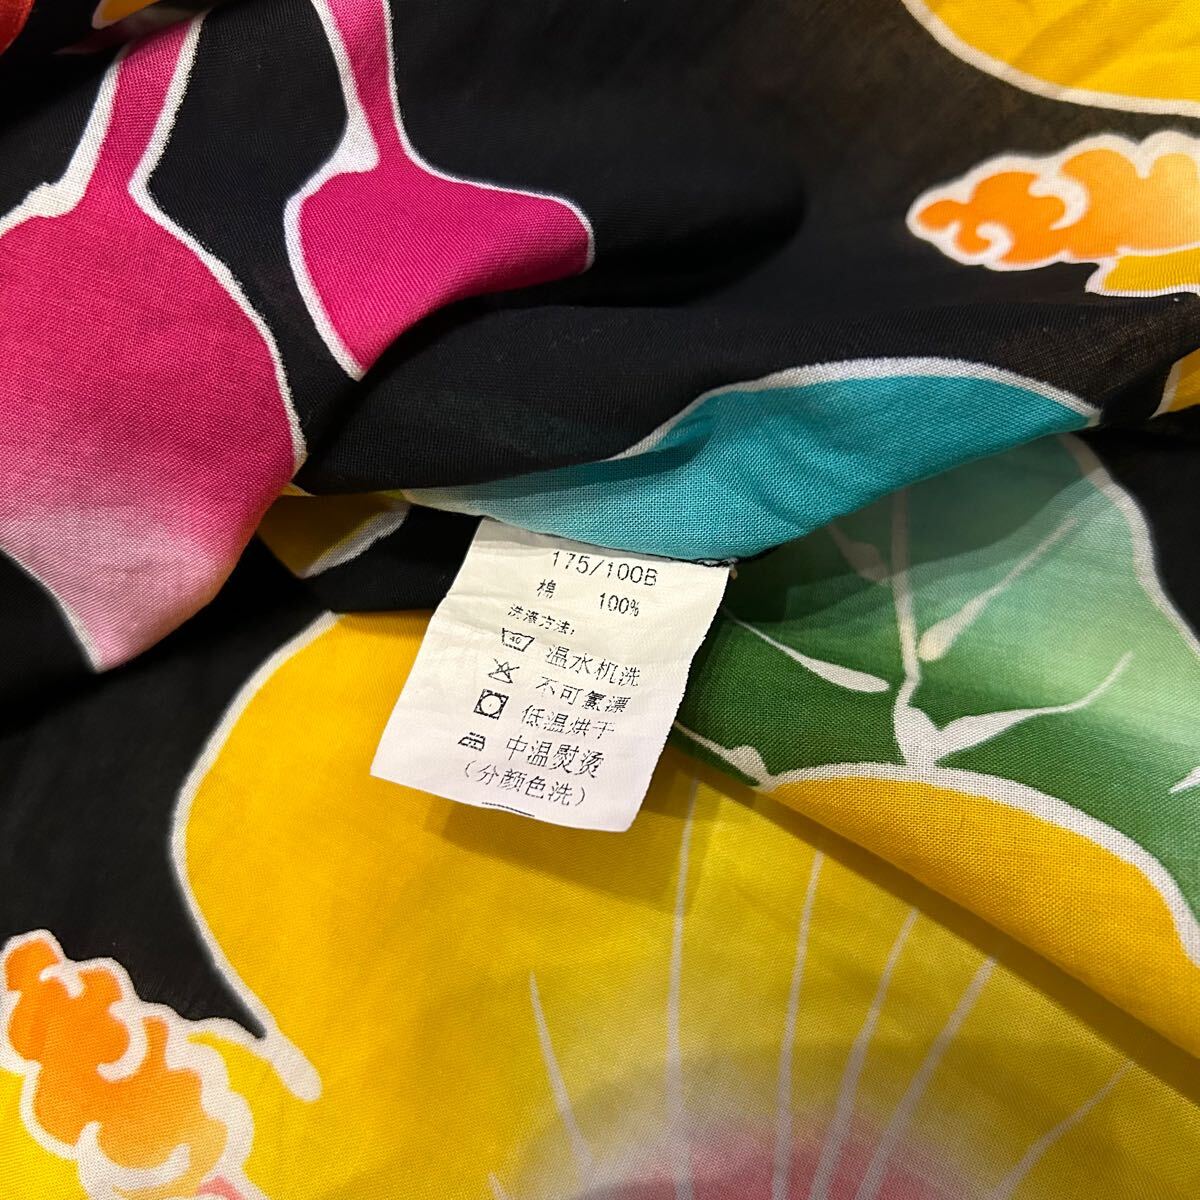 175/100B
棉 100%
洗涤方法:
40 温水机洗
不可氯漂
低温烘干
中温熨烫
(分颜色洗)